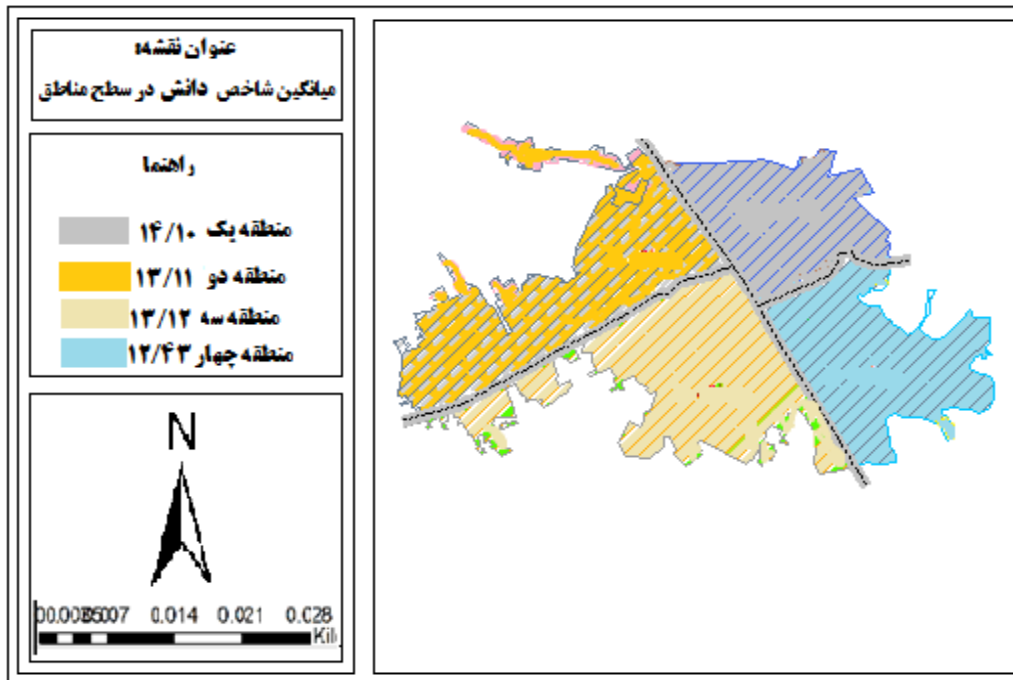 عنوان نقشه:
میانگین شاخص دانش در سطح مناطق
راهنما
منطقه یک ۱۴/۱۰
منطقه دو ۱۳/۱۱
منطقه سه ۱۳/۱۲
منطقه چهار ۱۲/۴۳
N
0.014 0.021 0.028
Kil